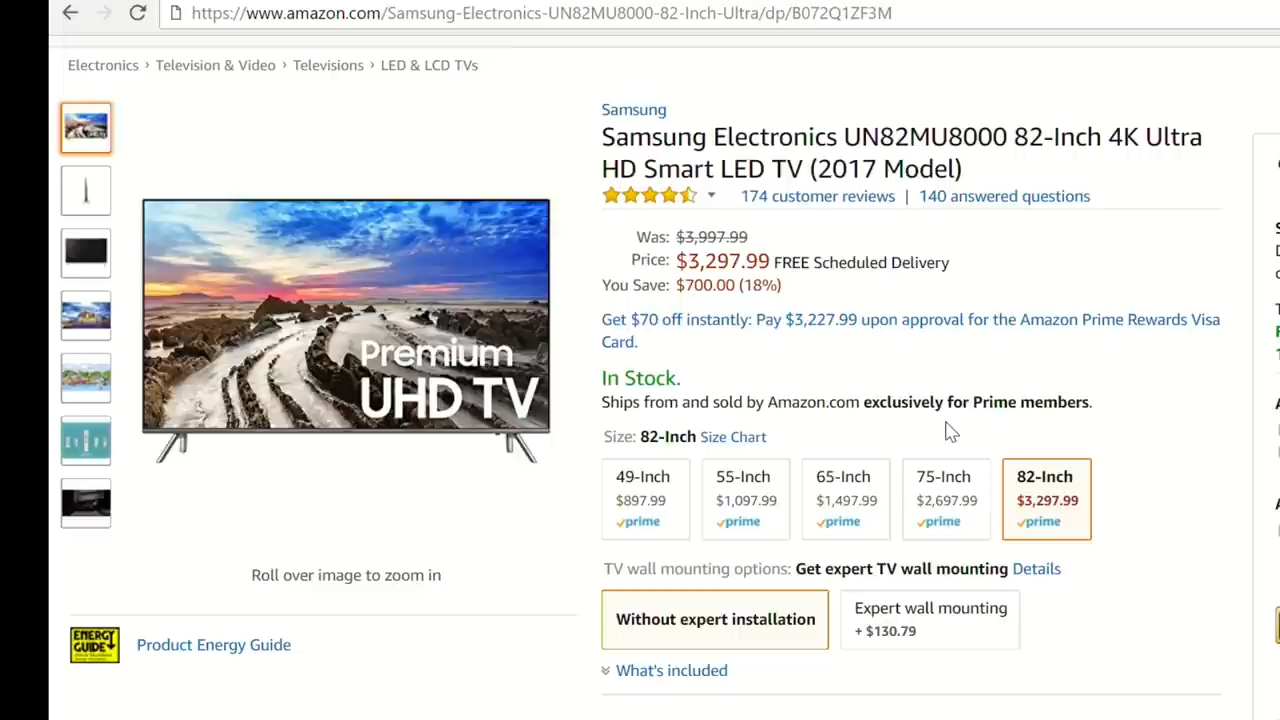 https://www.amazon.com/Samsung-Electronics-UN82MU8000-82-Inch-Ultra/dp/B072Q1ZF3M
Electronics › Television & Video › Televisions › LED & LCD TVs
Samsung
Samsung Electronics UN82MU8000 82-Inch 4K Ultra
HD Smart LED TV (2017 Model)
174 customer reviews | 140 answered questions
Was: $3,997.99
Price: $3,297.99 FREE Scheduled Delivery
You Save: $700.00 (18%)
Get $70 off instantly: Pay $3,227.99 upon approval for the Amazon Prime Rewards Visa
Card.
In Stock.
Ships from and sold by Amazon.com exclusively for Prime members.
Size: 82-Inch Size Chart
49-Inch 55-Inch 65-Inch 75-Inch 82-Inch
$897.99 $1,097.99 $1,497.99 $2,697.99 $3,297.99
prime prime prime prime prime
TV wall mounting options: Get expert TV wall mounting Details
Without expert installation
Expert wall mounting
+ $130.79
What's included
Premium
UHD TV
Roll over image to zoom in
ENERGY
GUIDE
Product Energy Guide